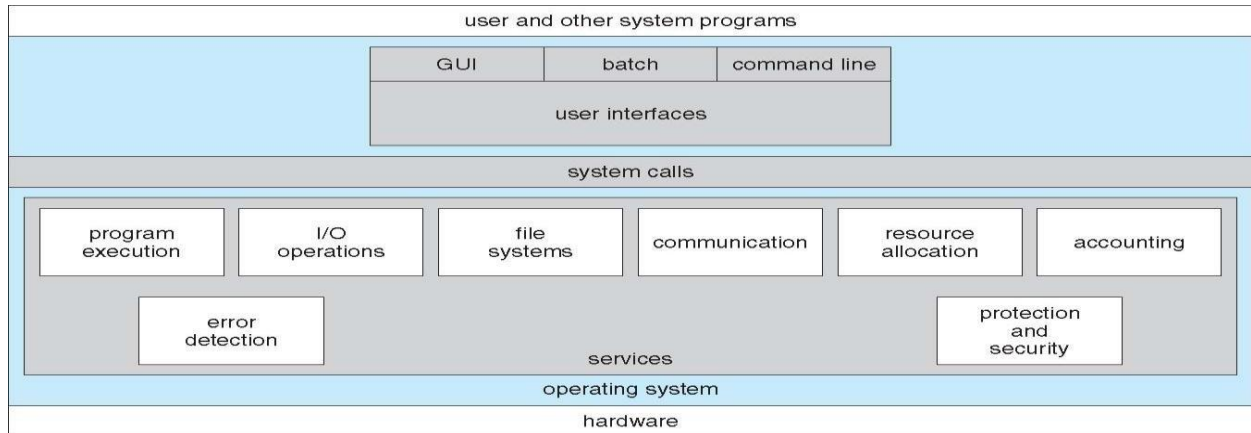 user and other system programs
GUI
batch
command line
user interfaces
system calls
program
execution
I/O
operations
file
systems
communication
resource
allocation
accounting
error
detection
protection
and
security
services
operating system
hardware